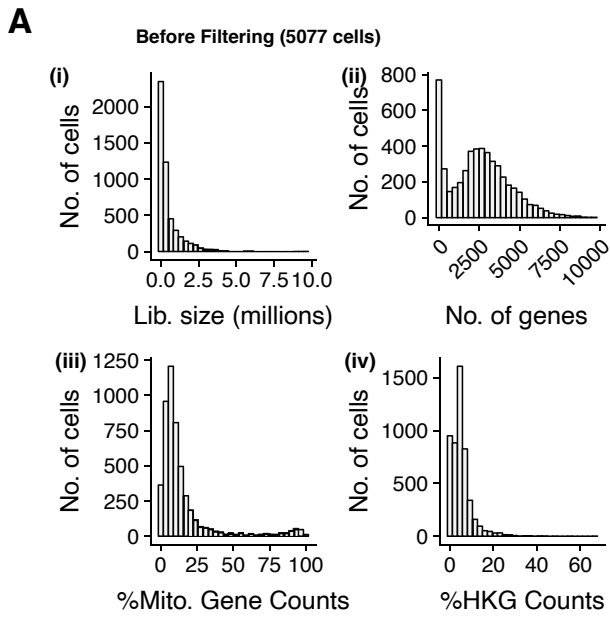 A
Before Filtering (5077 cells)
(i)
No. of cells
2000
1500
1000
500
0
0.0 2.5 5.0 7.5 10.0
Lib. size (millions)
(ii)
No. of cells
800
600
400
200
0
0 2500 5000 7500 10000
No. of genes
(iii)
No. of cells
1250
1000
750
500
250
0
0 25 50 75 100
%Mito. Gene Counts
(iv)
No. of cells
1500
1000
500
0
0 20 40 60
%HKG Counts